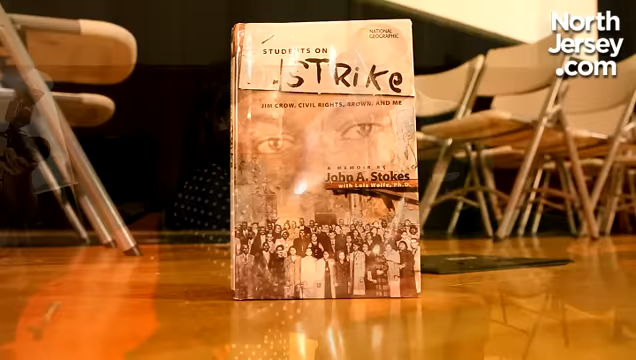 North
Jersey
.com
NATIONAL
GEOGRAPHIC
STUDENTS ON
STRIKE
JIM CROW, CIVIL RIGHTS, BROWN, AND ME
A MEMOIR BY
John A. Stokes
with Lois Wolfe, Ph.D.